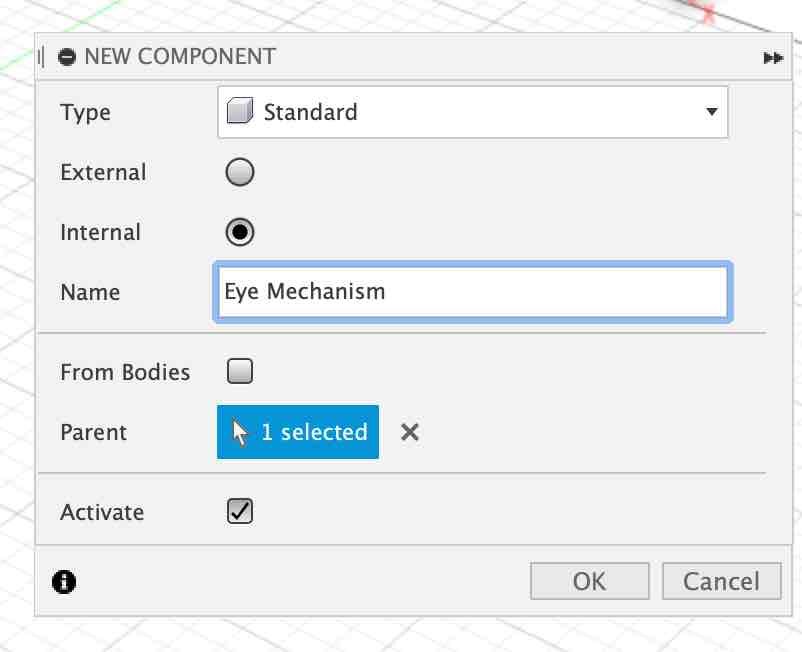 NEW COMPONENT
Type Standard
External
Internal
Name Eye Mechanism
From Bodies
Parent 1 selected
Activate
OK Cancel